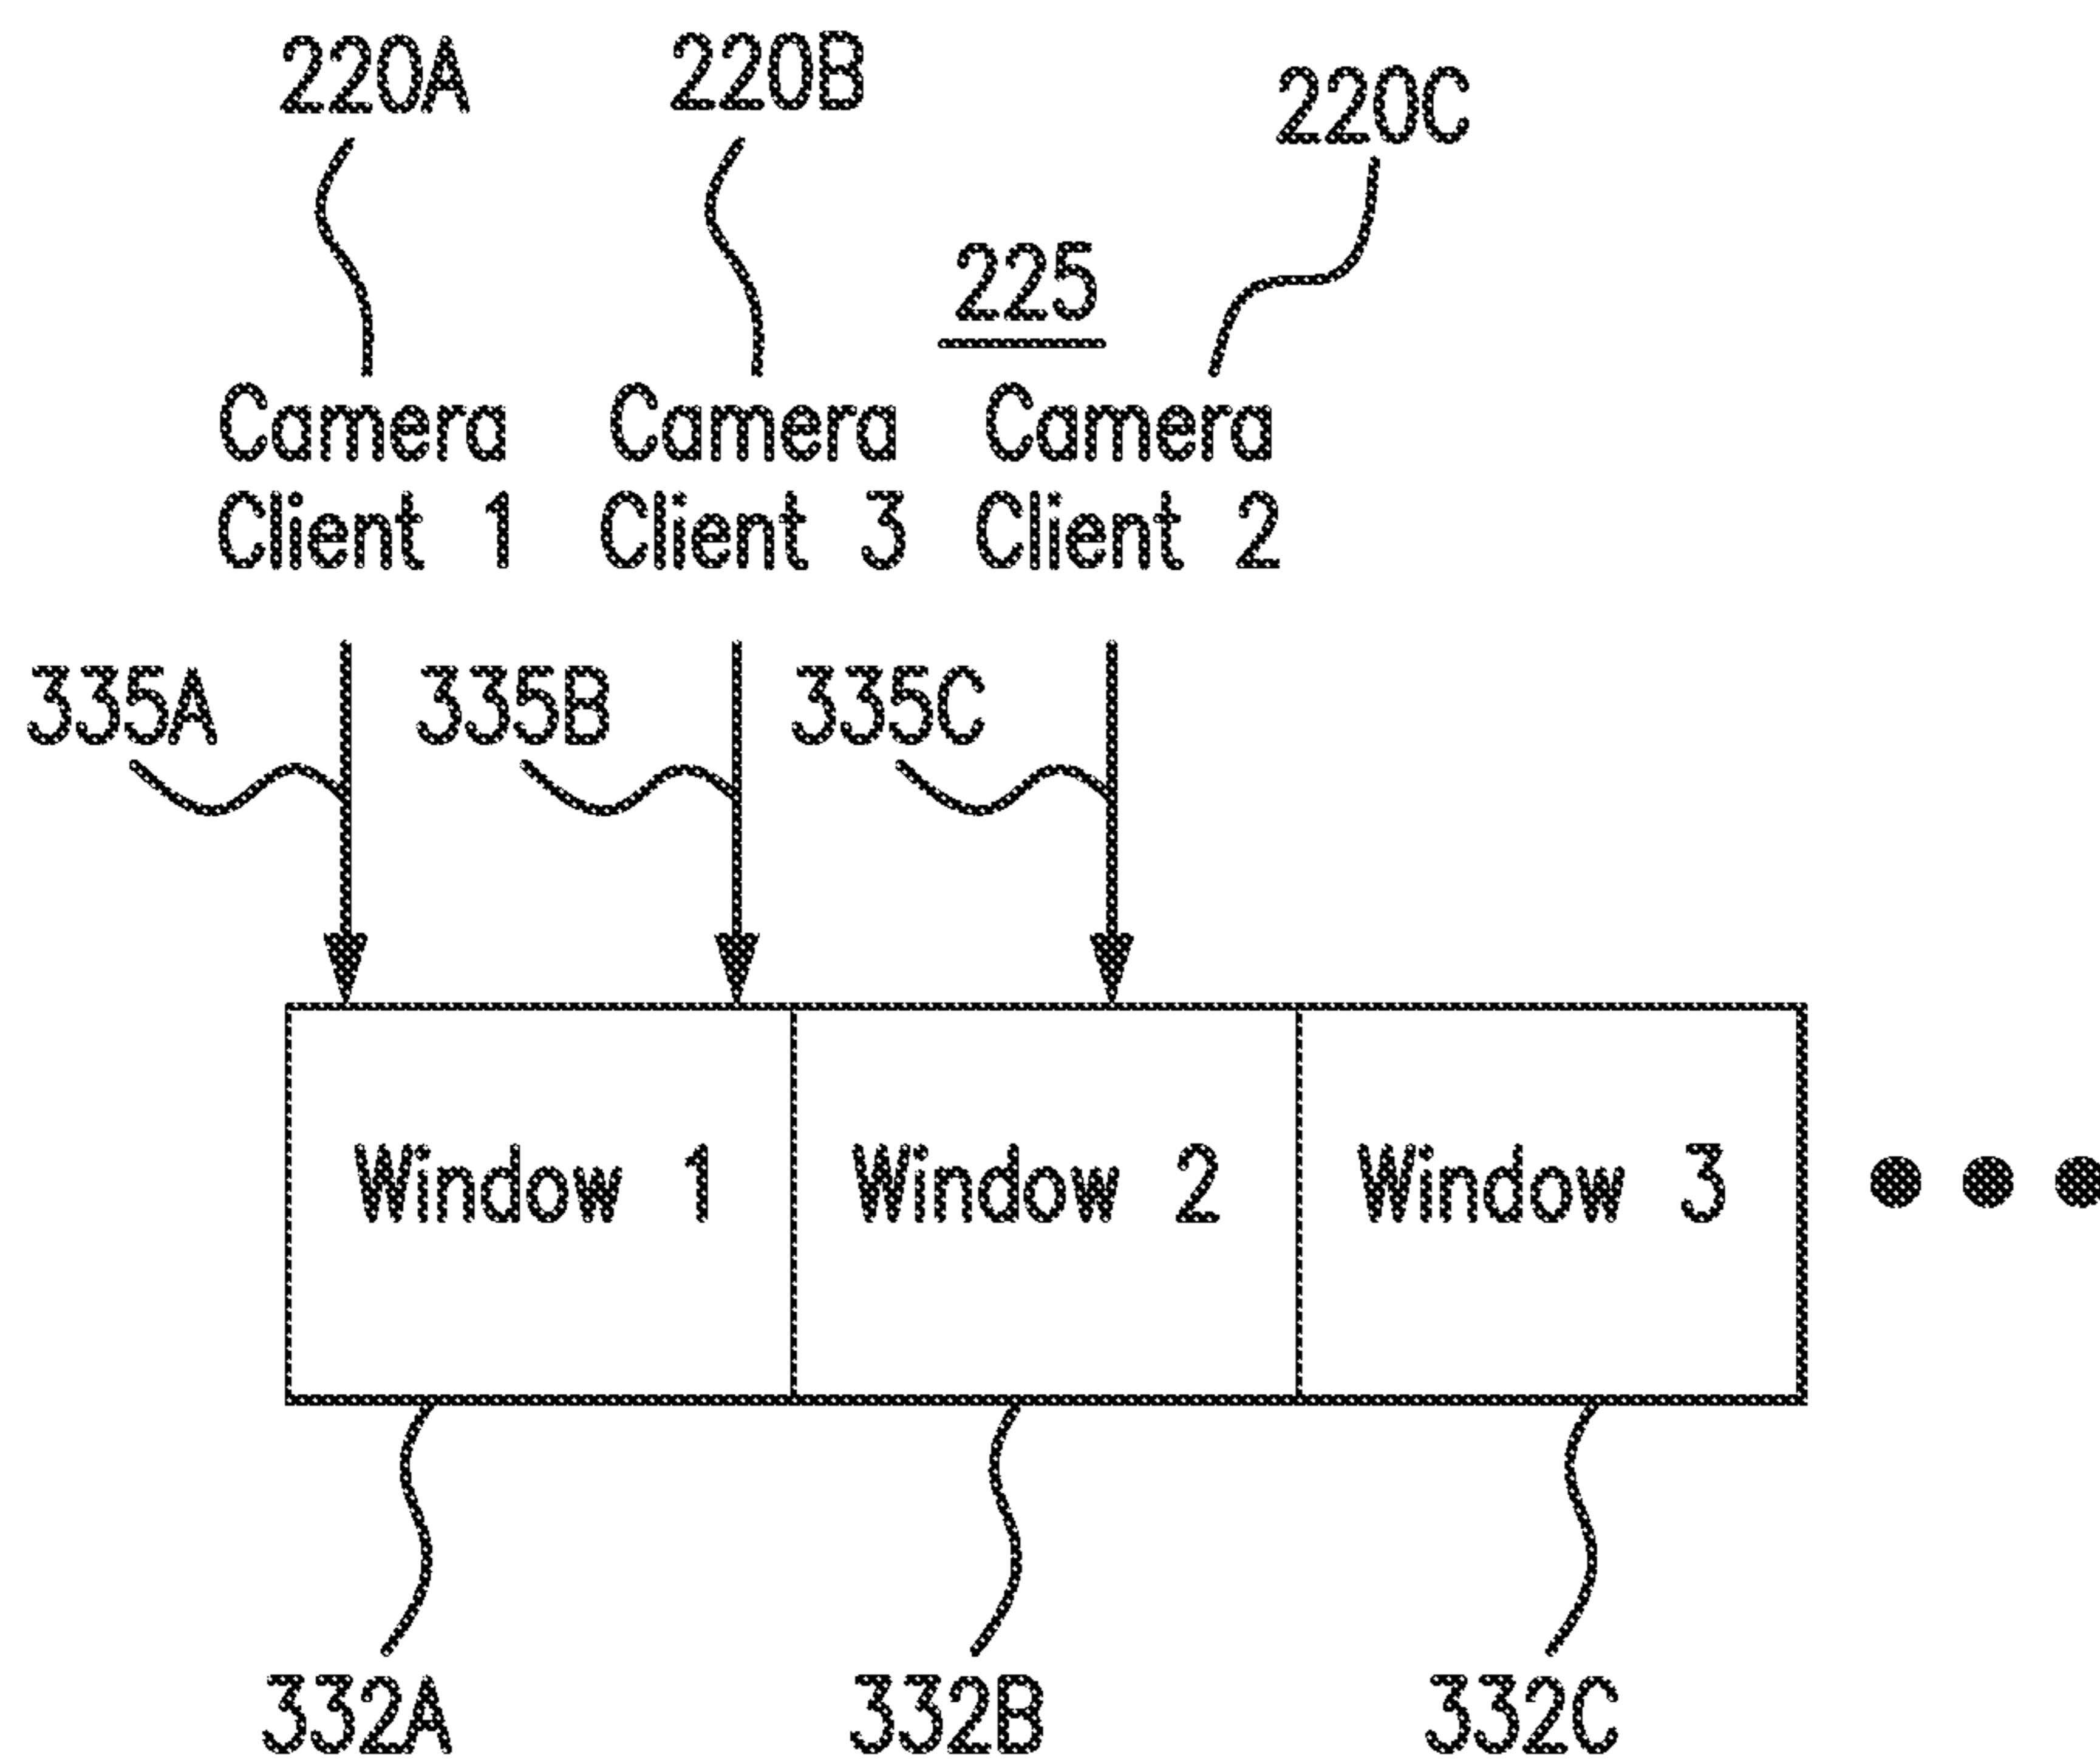 220A 220B 220C
225
Camera Camera Camera
Client 1 Client 3 Client 2
335A 335B 335C
Window 1 Window 2 Window 3
332A 332B 332C